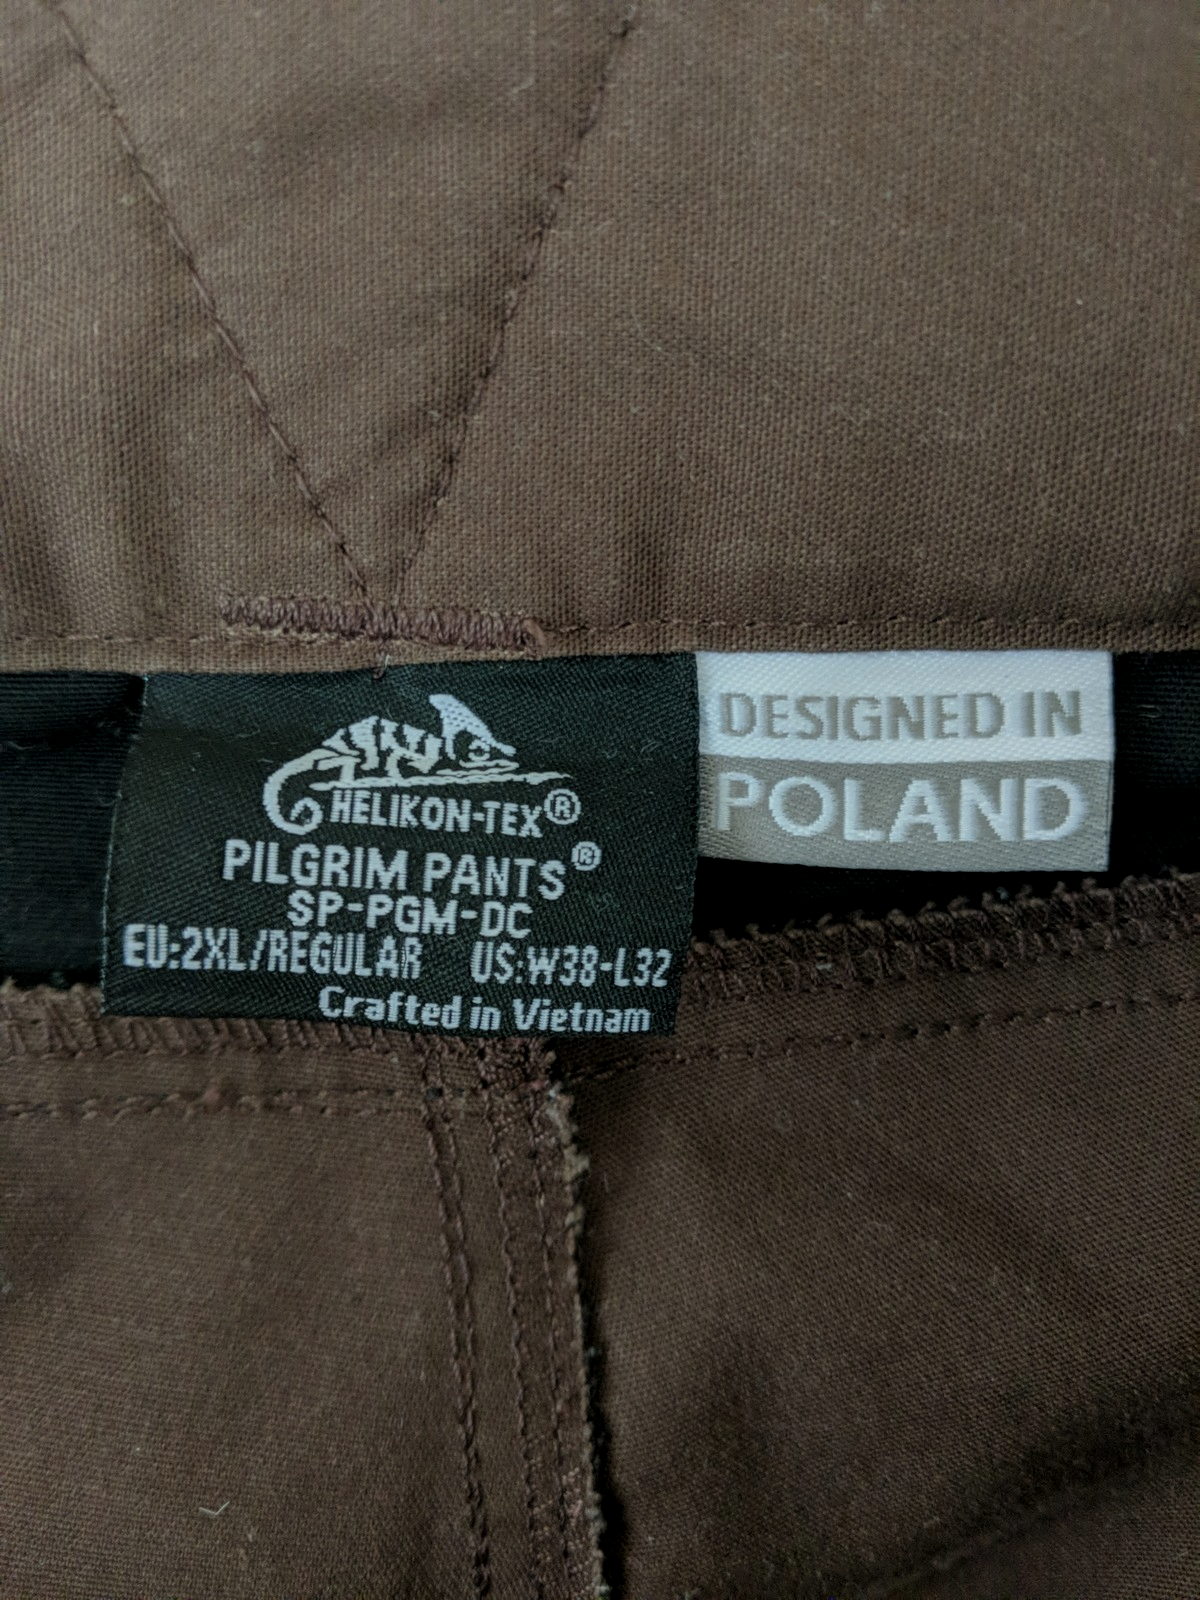 HELIKON-TEX®
PILGRIM PANTS®
SP-PGM-DC
EU:2XL/REGULAR US:W38-L32
Crafted in Vietnam
DESIGNED IN
POLAND